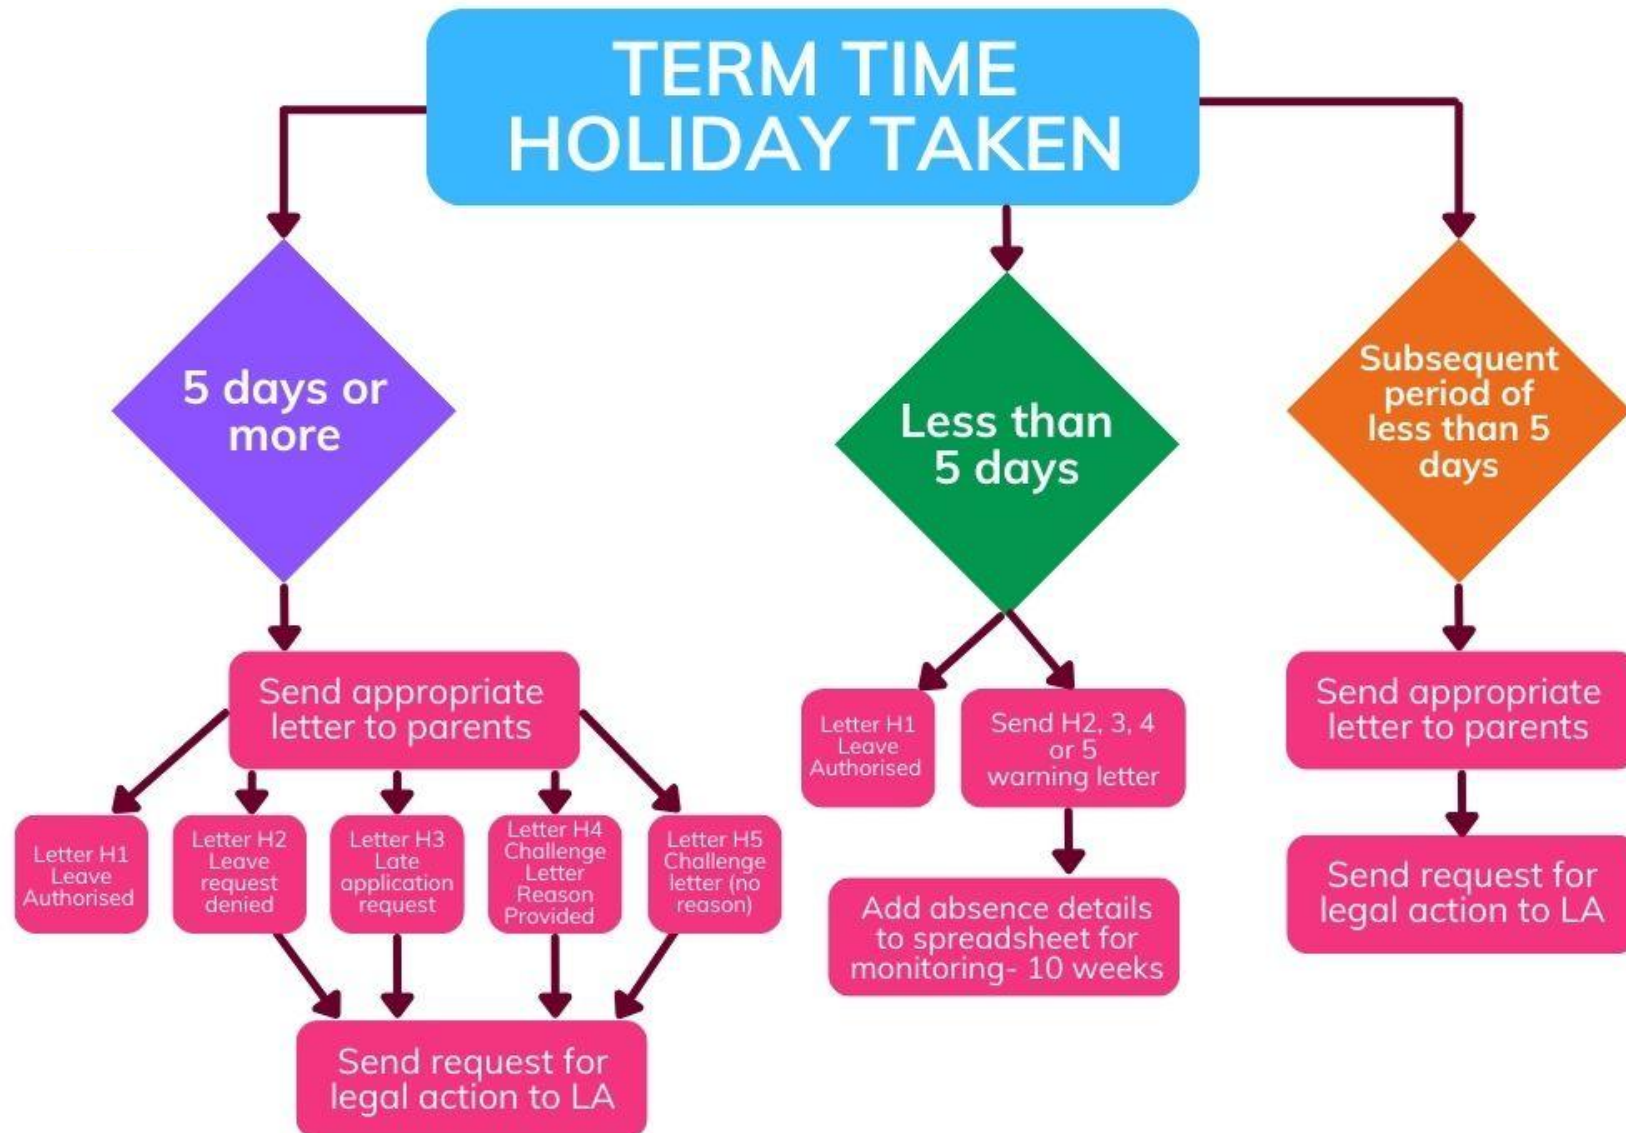 TERM TIME
HOLIDAY TAKEN
5 days or
more
Send appropriate
letter to parents
Letter H1
Leave
Authorised
Letter H2
Leave
request
denied
Letter H3
Late
application
request
Letter H4
Challenge
Letter
Reason
Provided
Letter H5
Challenge
letter (no
reason)
Send request for
legal action to LA
Less than
5 days
Letter H1
Leave
Authorised
Send H2, 3, 4
or 5
warning letter
Add absence details
to spreadsheet for
monitoring- 10 weeks
Subsequent
period of
less than 5
days
Send appropriate
letter to parents
Send request for
legal action to LA